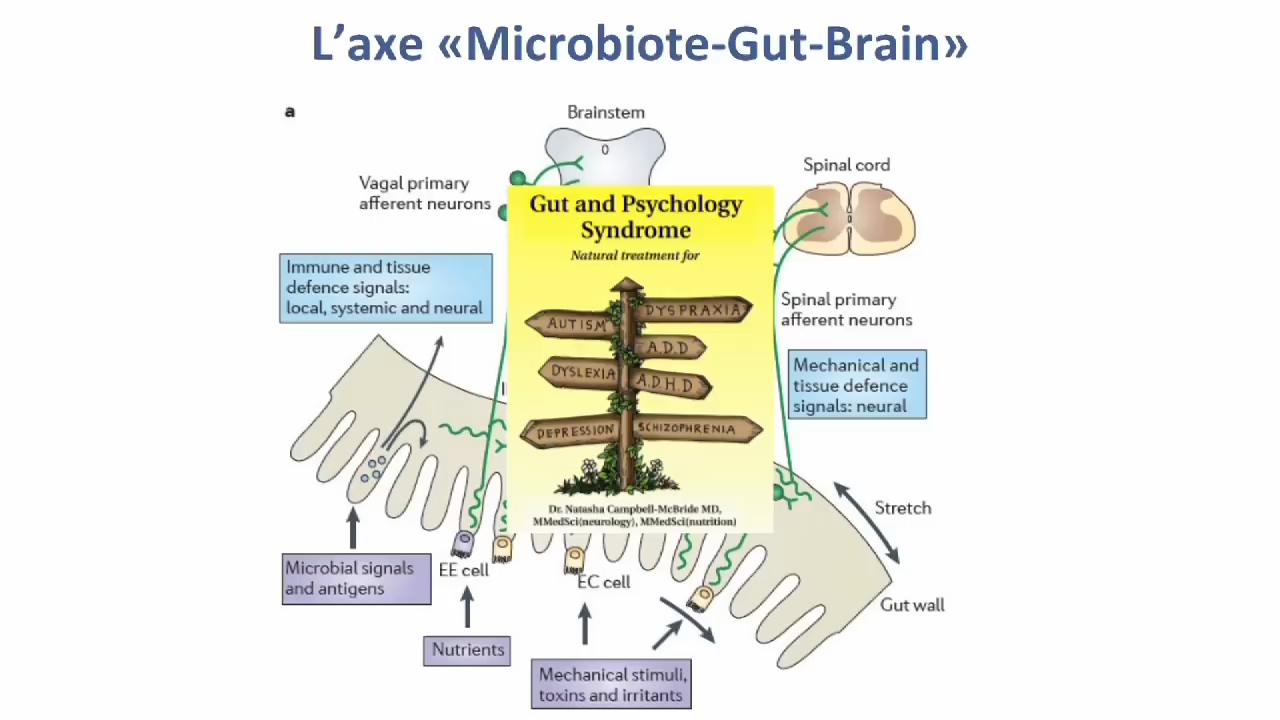 L'axe «Microbiote-Gut-Brain»
a
Brainstem
Spinal cord
Vagal primary
afferent neurons
Gut and Psychology
Syndrome
Natural treatment for
Immune and tissue
defence signals:
local, systemic and neural
Spinal primary
afferent neurons
DYSPRAXIA
AUTISM
A.D.D
DYSLEXIA
A.D.H.D
DEPRESSION
SCHIZOPHRENIA
Mechanical and
tissue defence
signals: neural
Dr. Natasha Campbell-McBride MD,
MMedSci(neurology), MMedSci(nutrition)
Stretch
Microbial signals
and antigens
EE cell
EC cell
Gut wall
Nutrients
Mechanical stimuli,
toxins and irritants